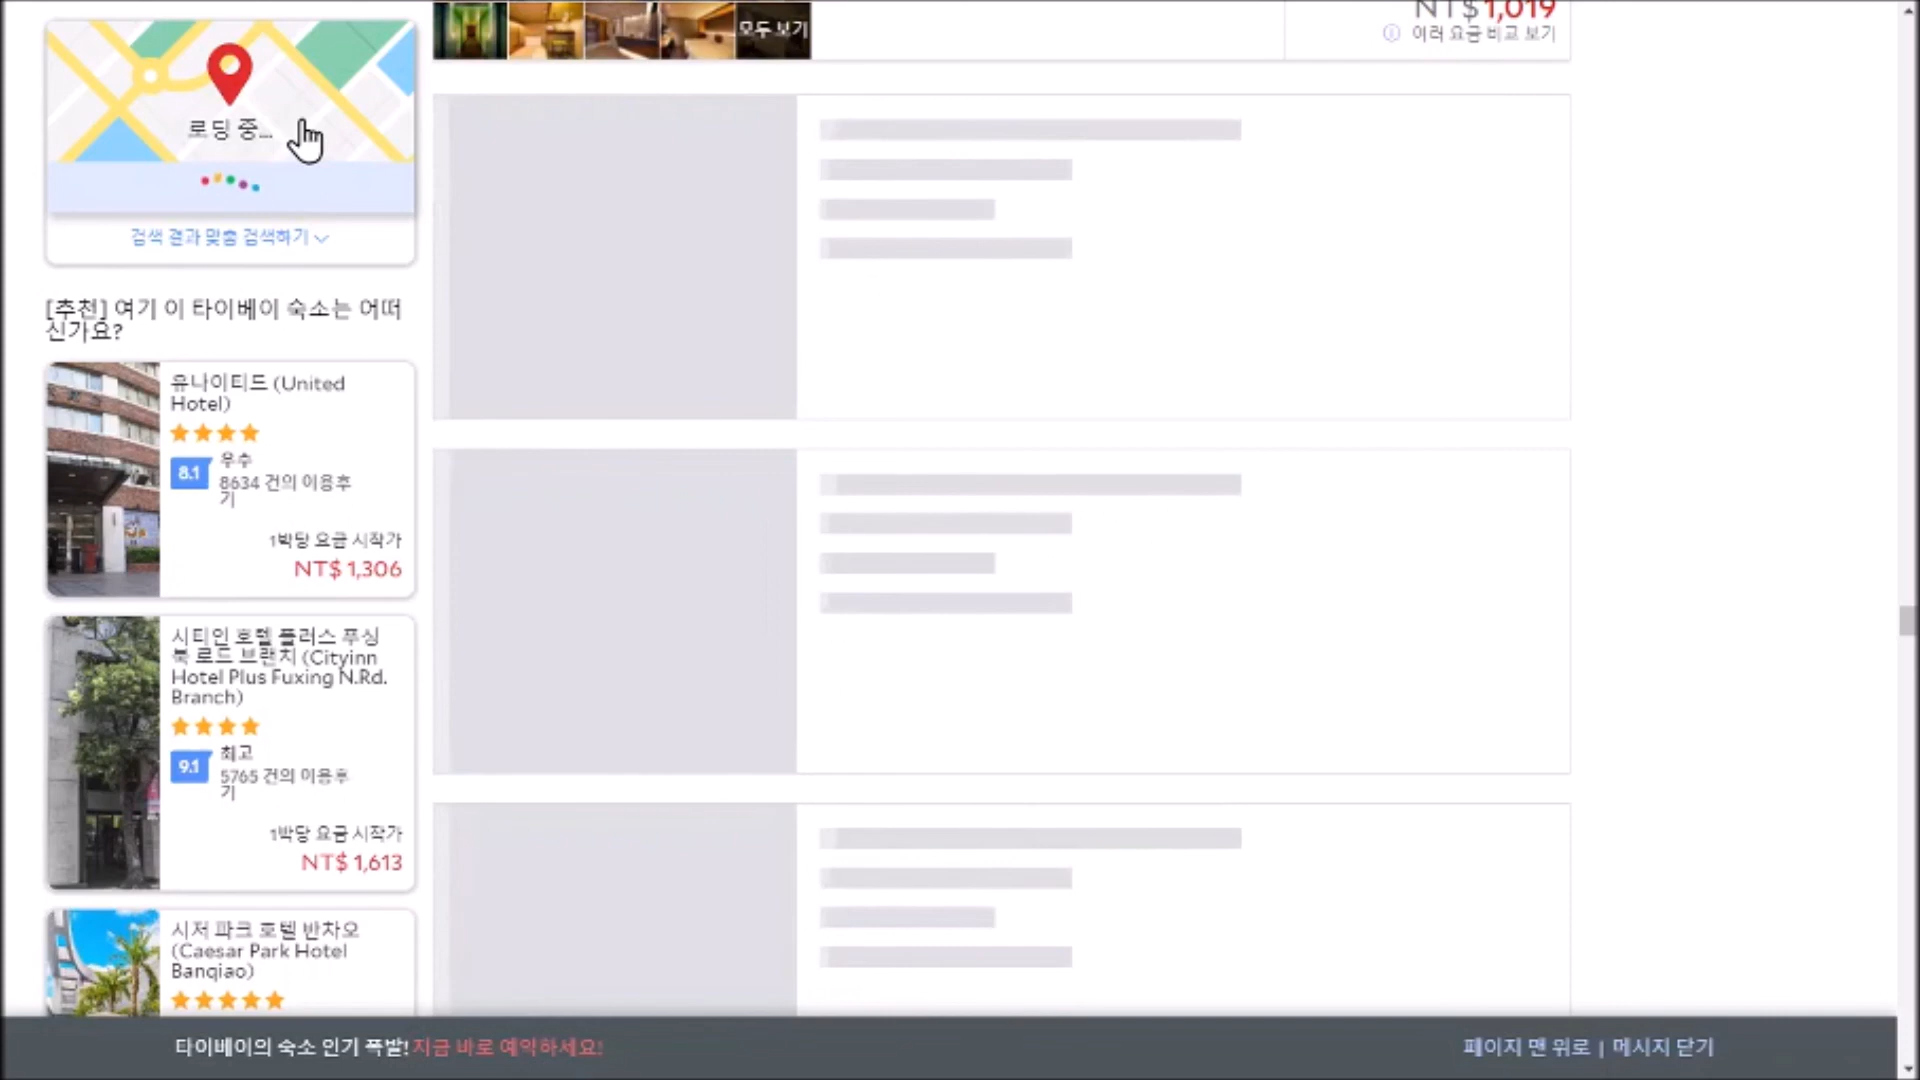 모두 보기
NT$ 1,019
여러 요금 비교 보기
로딩 중...
검색 결과 맞춤 검색하기
[추천] 여기 이 타이베이 숙소는 어떠
신가요?
유나이티드 (United
Hotel)
8.1
우수
8634 건의 이용후
기
1박당 요금 시작가
NT$ 1,306
시티인 호텔 플러스 푸싱
북 로드 브랜치 (Cityinn
Hotel Plus Fuxing N.Rd.
Branch)
9.1
최고
5765 건의 이용후
기
1박당 요금 시작가
NT$ 1,613
시저 파크 호텔 반차오
(Caesar Park Hotel
Banqiao)
타이베이의 숙소 인기 폭발! 지금 바로 예약하세요!
페이지 맨 위로 | 메시지 닫기